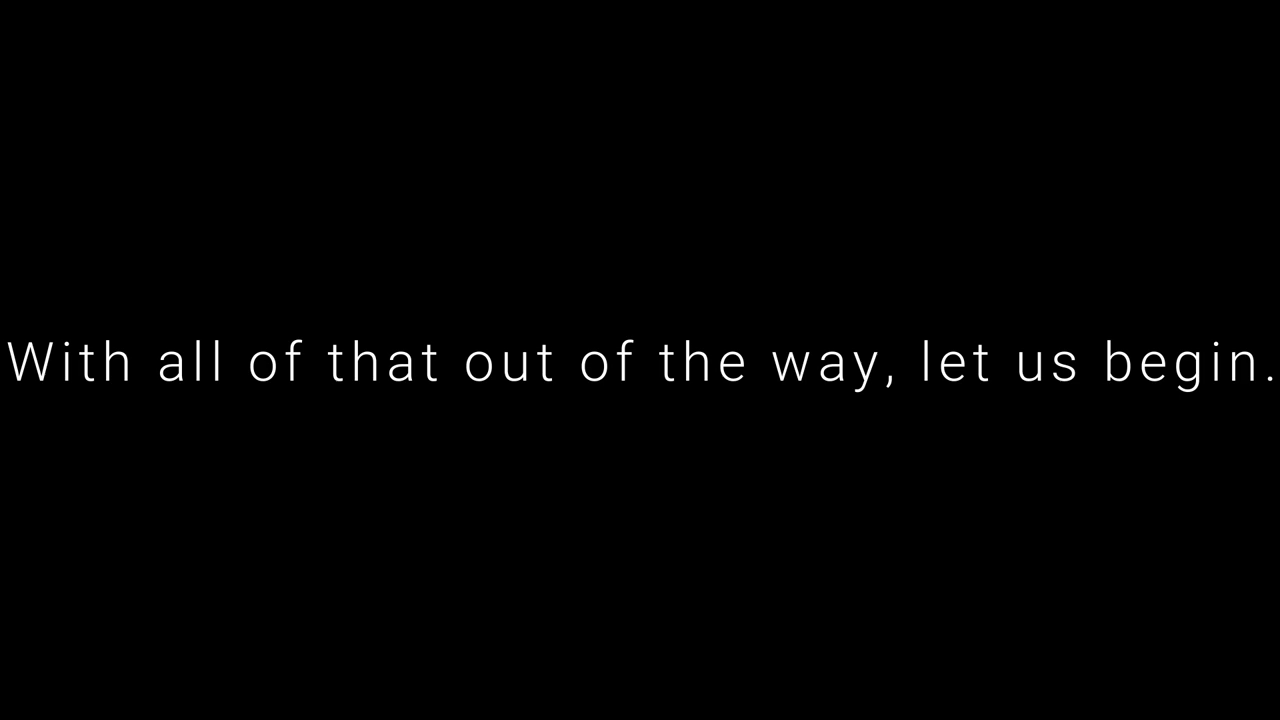 With all of that out of the way, let us begin.